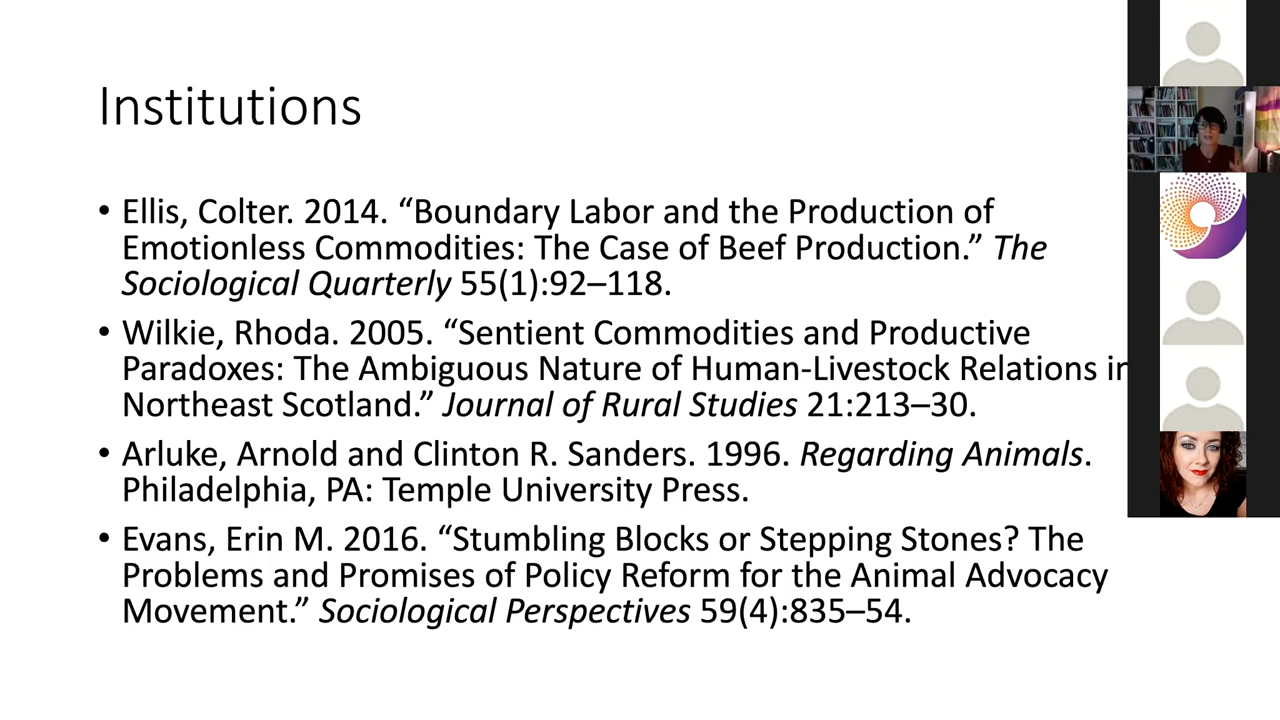 Institutions
• Ellis, Colter. 2014. “Boundary Labor and the Production of
Emotionless Commodities: The Case of Beef Production.” The
Sociological Quarterly 55(1):92–118.
• Wilkie, Rhoda. 2005. “Sentient Commodities and Productive
Paradoxes: The Ambiguous Nature of Human-Livestock Relations in
Northeast Scotland.” Journal of Rural Studies 21:213–30.
• Arluke, Arnold and Clinton R. Sanders. 1996. Regarding Animals.
Philadelphia, PA: Temple University Press.
• Evans, Erin M. 2016. “Stumbling Blocks or Stepping Stones? The
Problems and Promises of Policy Reform for the Animal Advocacy
Movement.” Sociological Perspectives 59(4):835–54.